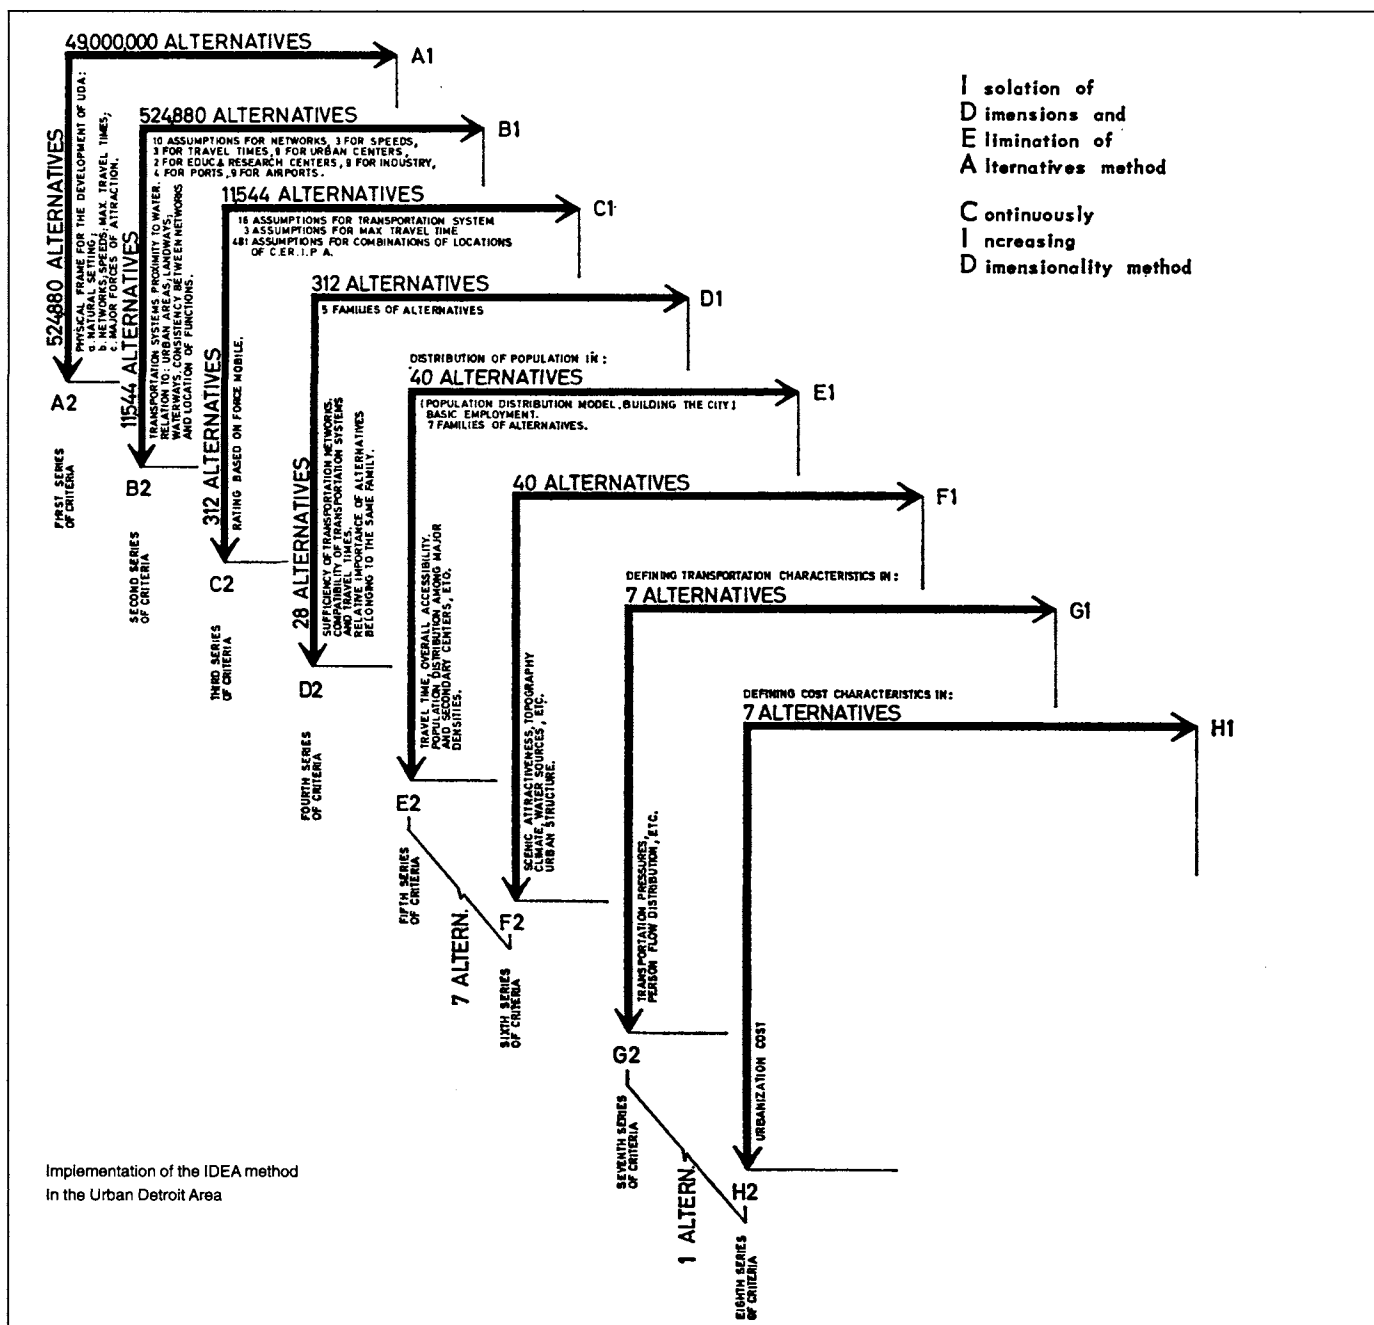 49,000,000 ALTERNATIVES
A1
524880 ALTERNATIVES
PHYSICAL FRAME FOR THE DEVELOPMENT OF UDA:
a. NATURAL SETTING;
b. NETWORKS; SPEEDS; MAX. TRAVEL TIMES;
c. MAJOR FORCES OF ATTRACTION.
A2
FIRST SERIES
OF CRITERIA
524,880 ALTERNATIVES
B1
10 ASSUMPTIONS FOR NETWORKS, 3 FOR SPEEDS,
3 FOR TRAVEL TIMES, 9 FOR URBAN CENTERS,
2 FOR EDUC & RESEARCH CENTERS, 9 FOR INDUSTRY,
4 FOR PORTS, 9 FOR AIRPORTS.
11544 ALTERNATIVES
TRANSPORTATION SYSTEMS PROXIMITY TO WATER.
RELATION TO: URBAN AREAS; LANDWAYS;
WATERWAYS. CONSISTENCY BETWEEN NETWORKS
AND LOCATION OF FUNCTIONS.
B2
SECOND SERIES
OF CRITERIA
11544 ALTERNATIVES
C1
16 ASSUMPTIONS FOR TRANSPORTATION SYSTEM
3 ASSUMPTIONS FOR MAX TRAVEL TIME
481 ASSUMPTIONS FOR COMBINATIONS OF LOCATIONS
OF C.ER.I.P A.
312 ALTERNATIVES
RATING BASED ON FORCE MOBILE.
C2
THIRD SERIES
OF CRITERIA
312 ALTERNATIVES
D1
5 FAMILIES OF ALTERNATIVES
28 ALTERNATIVES
SUFFICIENCY OF TRANSPORTATION NETWORKS.
COMPATIBILITY OF TRANSPORTATION SYSTEMS
AND TRAVEL TIMES.
RELATIVE IMPORTANCE OF ALTERNATIVES
BELONGING TO THE SAME FAMILY.
D2
FOURTH SERIES
OF CRITERIA
DISTRIBUTION OF POPULATION IN :
40 ALTERNATIVES
E1
[POPULATION DISTRIBUTION MODEL, BUILDING THE CITY]
BASIC EMPLOYMENT.
7 FAMILIES OF ALTERNATIVES.
TRAVEL TIME, OVERALL ACCESSIBILITY.
POPULATION DISTRIBUTION AMONG MAJOR
AND SECONDARY CENTERS, ETC.
DENSITIES.
E2
FIFTH SERIES
OF CRITERIA
7 ALTERN.
40 ALTERNATIVES
F1
SCENIC ATTRACTIVENESS, TOPOGRAPHY
CLIMATE, WATER SOURCES, ETC.
URBAN STRUCTURE.
F2
SIXTH SERIES
OF CRITERIA
DEFINING TRANSPORTATION CHARACTERISTICS IN :
7 ALTERNATIVES
G1
TRANSPORTATION PRESSURES,
PERSON FLOW DISTRIBUTION, ETC.
G2
SEVENTH SERIES
OF CRITERIA
1 ALTERN.
DEFINING COST CHARACTERISTICS IN :
7 ALTERNATIVES
H1
URBANIZATION COST
H2
EIGHTH SERIES
OF CRITERIA
I solation of
D imensions and
E limination of
A lternatives method
C ontinuously
I ncreasing
D imensionality method
Implementation of the IDEA method
In the Urban Detroit Area